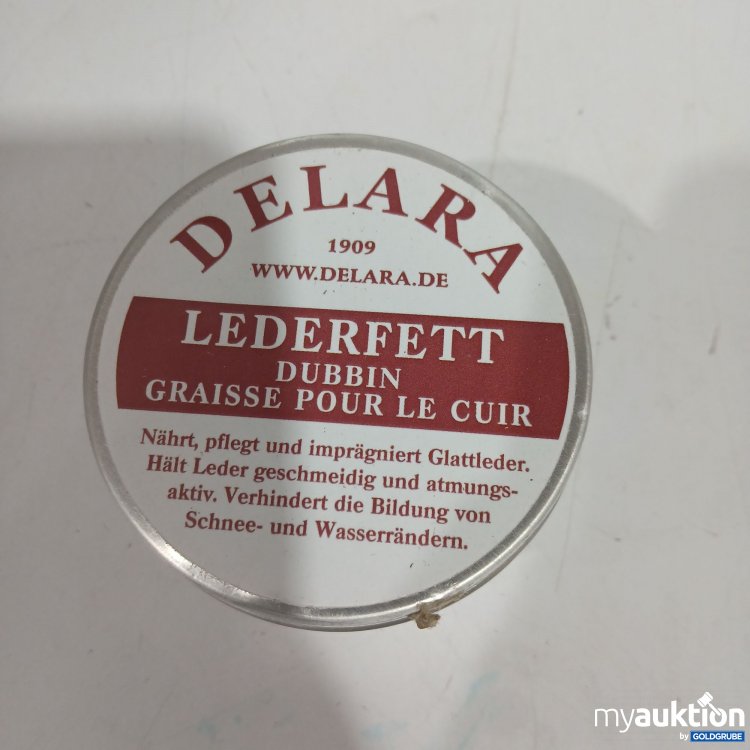 DELARA
1909
WWW.DELARA.DE
LEDERFETT
DUBBIN
GRAISSE POUR LE CUIR
Nährt, pflegt und imprägniert Glattleder.
Hält Leder geschmeidig und atmungs-
aktiv. Verhindert die Bildung von
Schnee- und Wasserrändern.
myauktion
by GOLDGRUBE